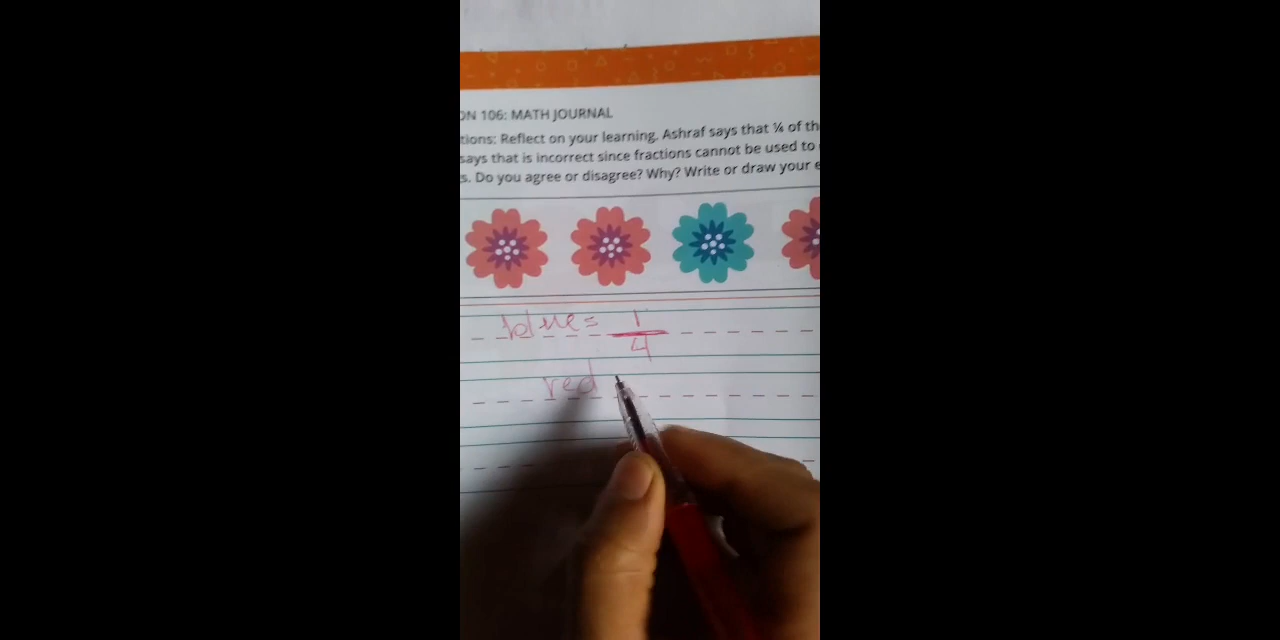 ON 106: MATH JOURNAL
tions: Reflect on your learning. Ashraf says that ¼ of th
says that is incorrect since fractions cannot be used to
s. Do you agree or disagree? Why? Write or draw your e
blue = 1/4
red